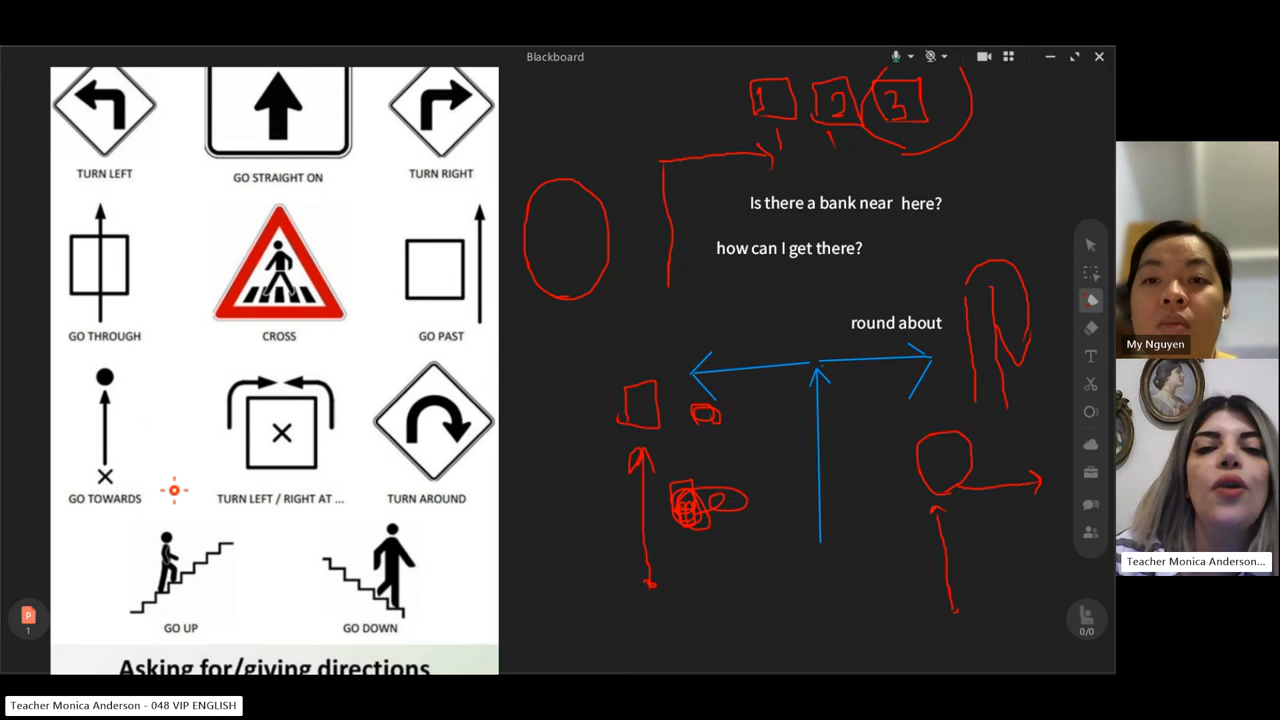 Blackboard
TURN LEFT
GO STRAIGHT ON
TURN RIGHT
GO THROUGH
CROSS
GO PAST
GO TOWARDS
TURN LEFT / RIGHT AT ...
TURN AROUND
GO UP
GO DOWN
Asking for/giving directions
P
1
1 2 3
Is there a bank near here?
how can I get there?
round about
T
0/0
My Nguyen
Teacher Monica Anderson...
Teacher Monica Anderson - 048 VIP ENGLISH